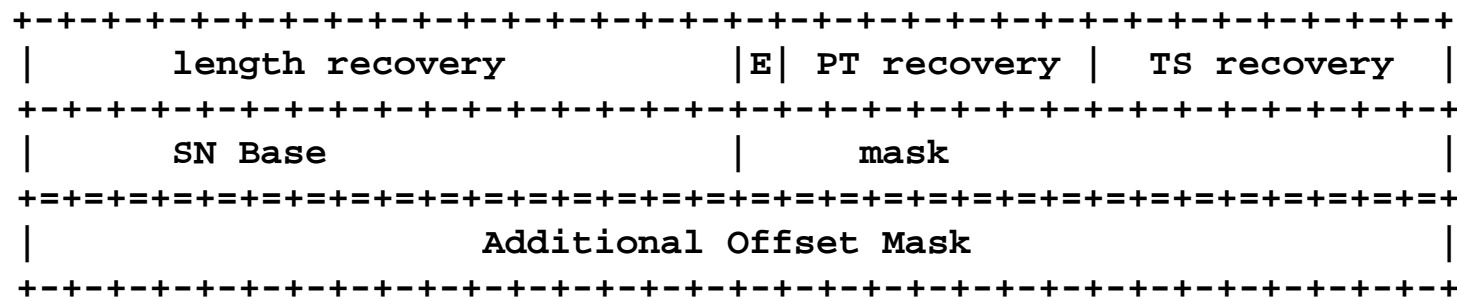 +-+-+-+-+-+-+-+-+-+-+-+-+-+-+-+-+-+-+-+-+-+-+-+-+-+-+-+-+-+-+-+-+
| length recovery |E| PT recovery | TS recovery |
+-+-+-+-+-+-+-+-+-+-+-+-+-+-+-+-+-+-+-+-+-+-+-+-+-+-+-+-+-+-+-+-+
| SN Base | mask |
+=+=+=+=+=+=+=+=+=+=+=+=+=+=+=+=+=+=+=+=+=+=+=+=+=+=+=+=+=+=+=+=+
| Additional Offset Mask |
+-+-+-+-+-+-+-+-+-+-+-+-+-+-+-+-+-+-+-+-+-+-+-+-+-+-+-+-+-+-+-+-+